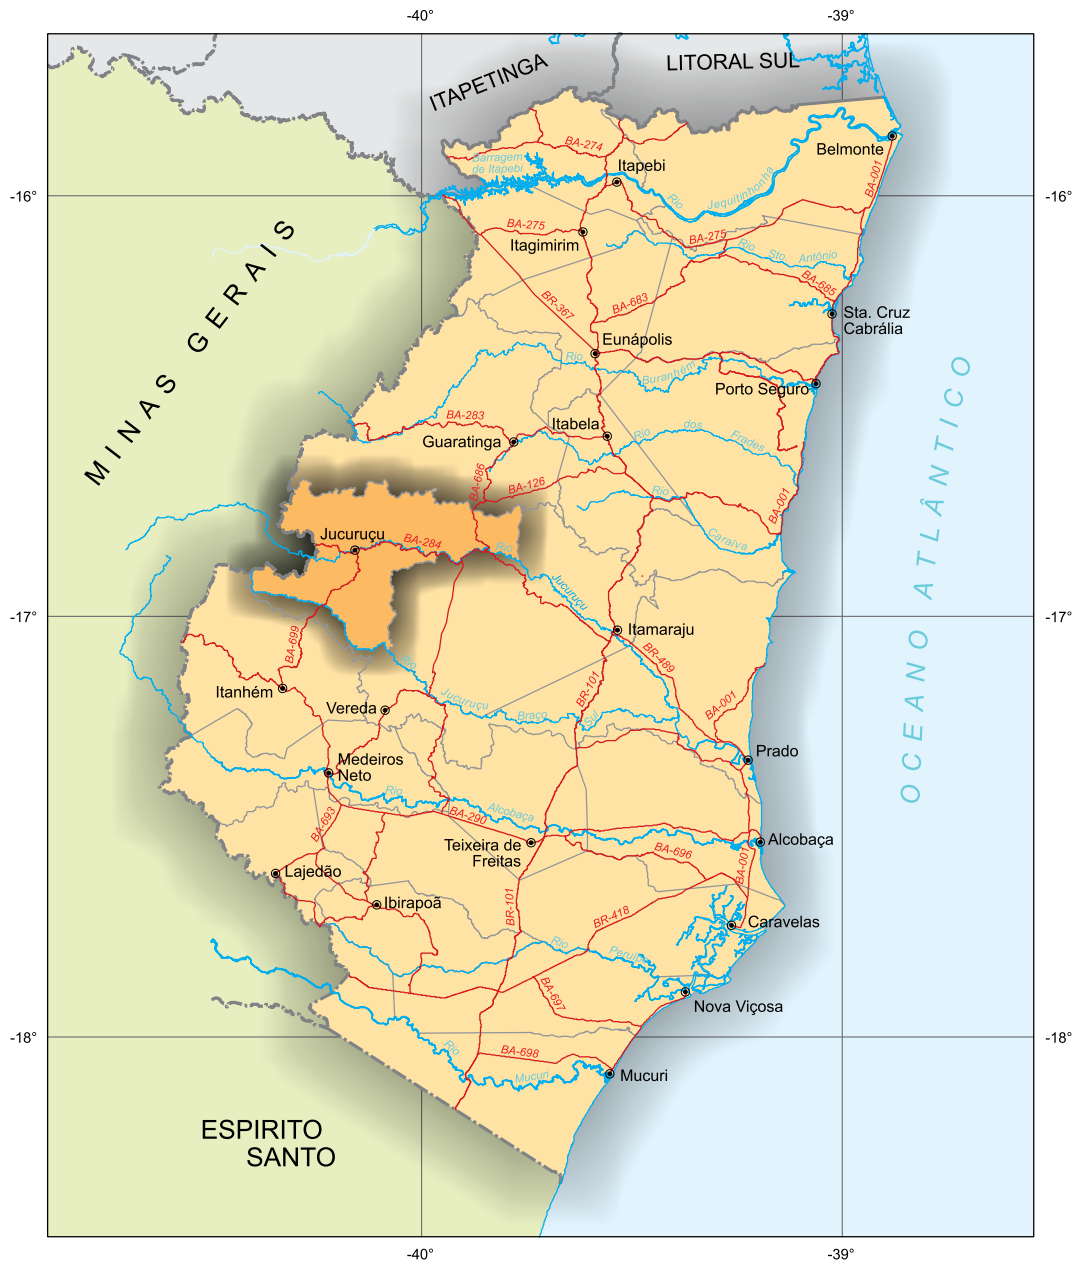 -40°
-39°
ITAPETINGA
LITORAL SUL
BA-274
Barragem
de Itapebi
Itapebi
Belmonte
BA-001
Rio
Jequitinhonha
-16°
-16°
BA-275
Itagimirim
BA-275
Rio
Sto.
Antônio
BA-685
BR-367
BA-683
Sta. Cruz
Cabrália
MINAS GERAIS
Eunápolis
Rio
Buranhém
Porto Seguro
BA-283
Guaratinga
Itabela
Rio
dos
Frades
BA-686
BA-126
Rio
BA-001
Caraíva
OCEANO ATLÂNTICO
Jucuruçu
BA-284
Rio
Jucuruçu
-17°
-17°
Itamaraju
BA-699
Rio
BR-489
Itanhém
Vereda
Jucuruçu
Braço
Sul
BR-101
BA-001
Prado
Medeiros
Neto
Rio
Alcobaça
BA-693
BA-290
Teixeira de
Freitas
Alcobaça
BA-696
BA-001
Lajedão
Ibirapoã
BR-101
BR-418
Caravelas
Rio
Peruípe
BA-697
Nova Viçosa
-18°
-18°
Rio
BA-698
Mucuri
Mucuri
ESPIRITO
SANTO
-40°
-39°